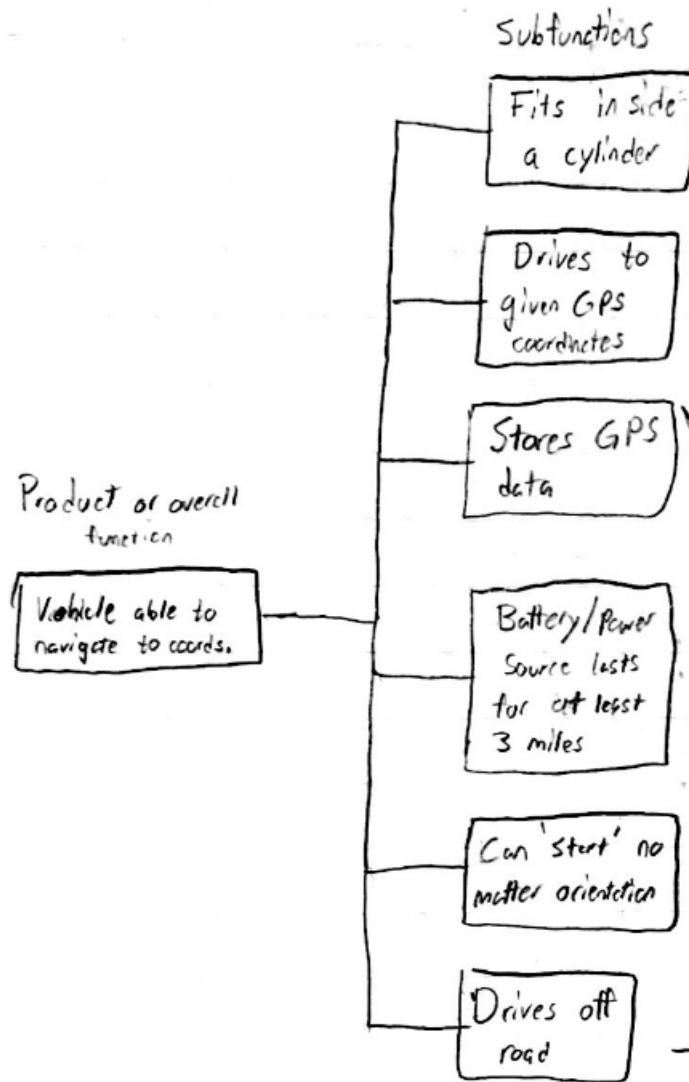 Subfunctions
Fits inside
a cylinder
Drives to
given GPS
coordinates
Stores GPS
data
Product or overall
function
Vehicle able to
navigate to coords.
Battery/Power
Source lasts
for at least
3 miles
Can 'start' no
matter orientation
Drives off
road